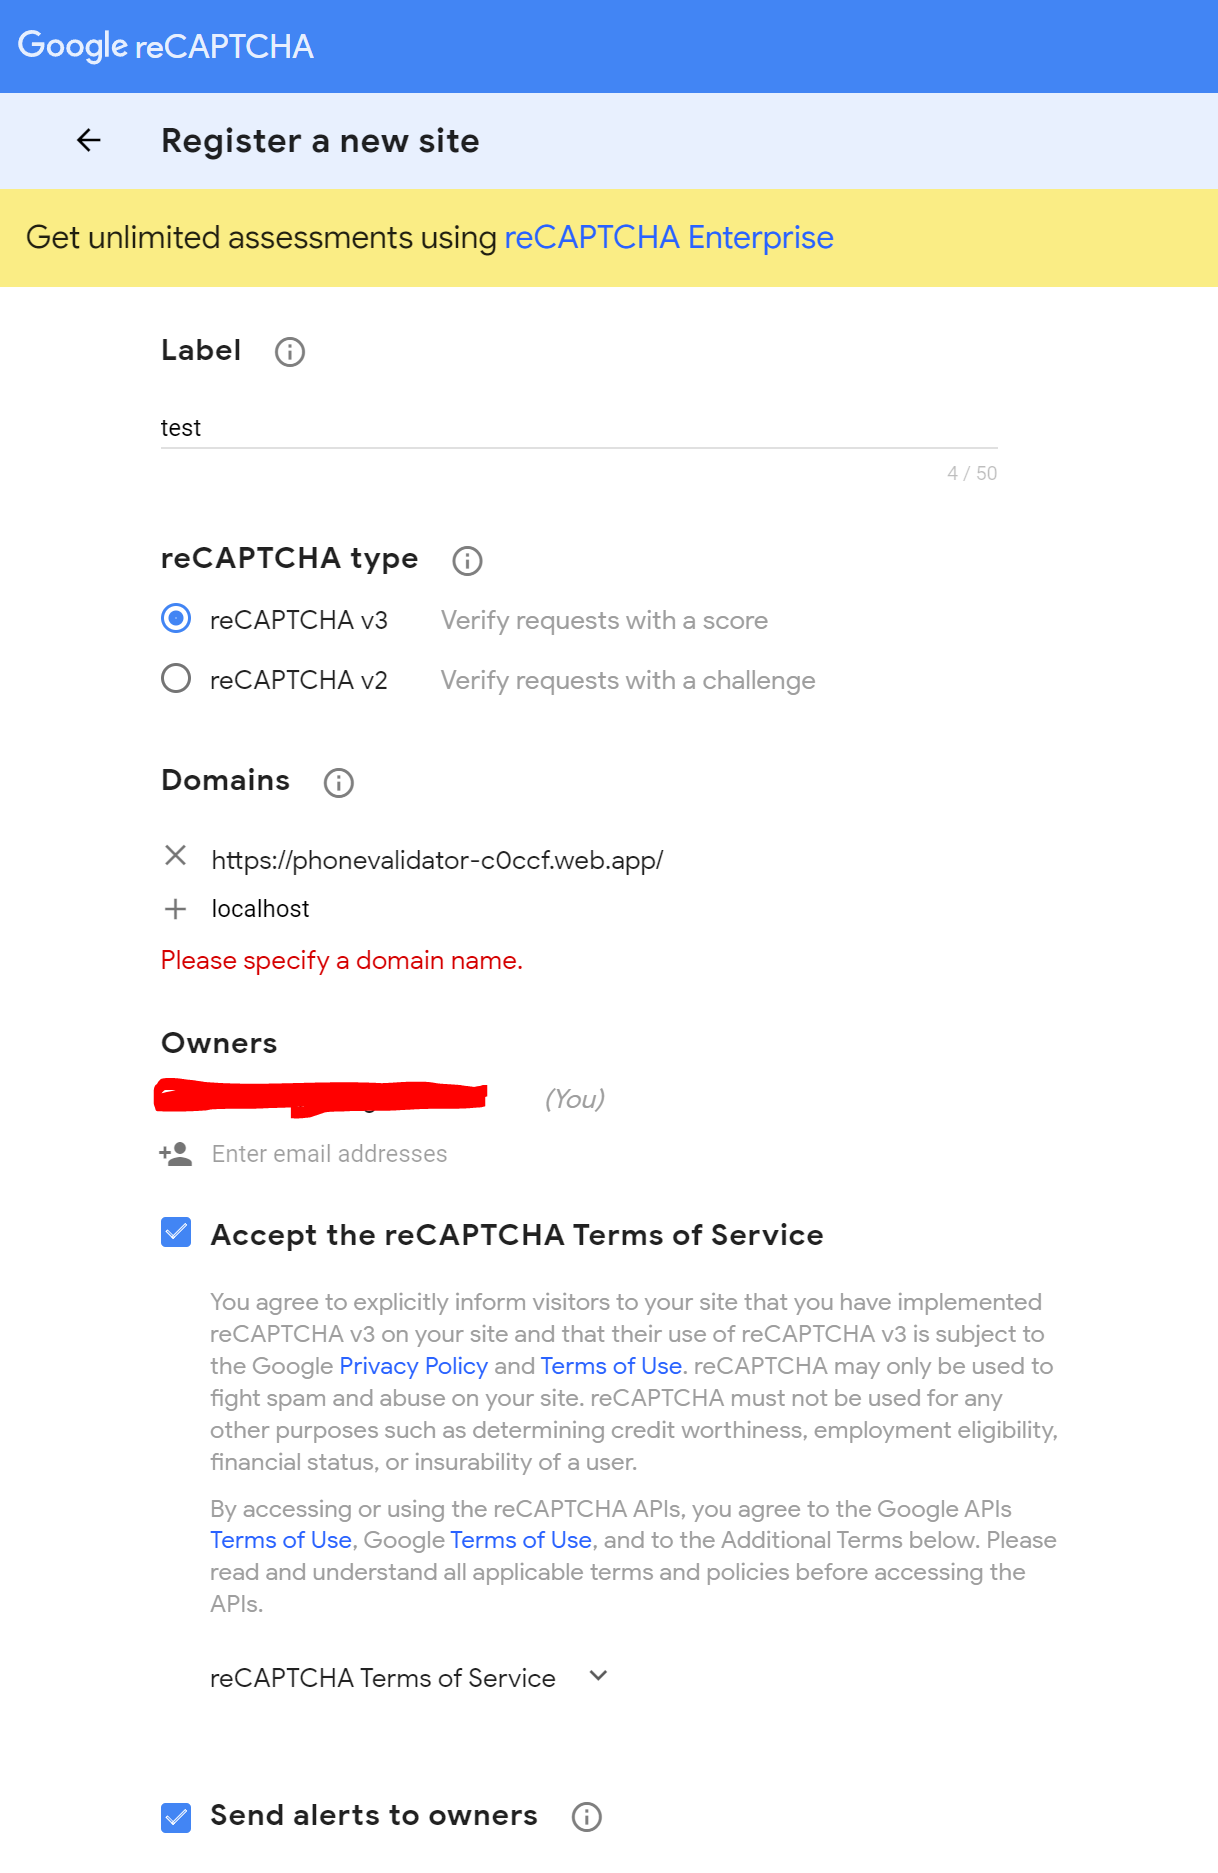 Google reCAPTCHA
Register a new site
Get unlimited assessments using reCAPTCHA Enterprise
Label
test
4 / 50
reCAPTCHA type
reCAPTCHA v3 Verify requests with a score
reCAPTCHA v2 Verify requests with a challenge
Domains
https://phonevalidator-c0ccf.web.app/
localhost
Please specify a domain name.
Owners
(You)
Enter email addresses
Accept the reCAPTCHA Terms of Service
You agree to explicitly inform visitors to your site that you have implemented
reCAPTCHA v3 on your site and that their use of reCAPTCHA v3 is subject to
the Google Privacy Policy and Terms of Use. reCAPTCHA may only be used to
fight spam and abuse on your site. reCAPTCHA must not be used for any
other purposes such as determining credit worthiness, employment eligibility,
financial status, or insurability of a user.
By accessing or using the reCAPTCHA APIs, you agree to the Google APIs
Terms of Use, Google Terms of Use, and to the Additional Terms below. Please
read and understand all applicable terms and policies before accessing the
APIs.
reCAPTCHA Terms of Service
Send alerts to owners